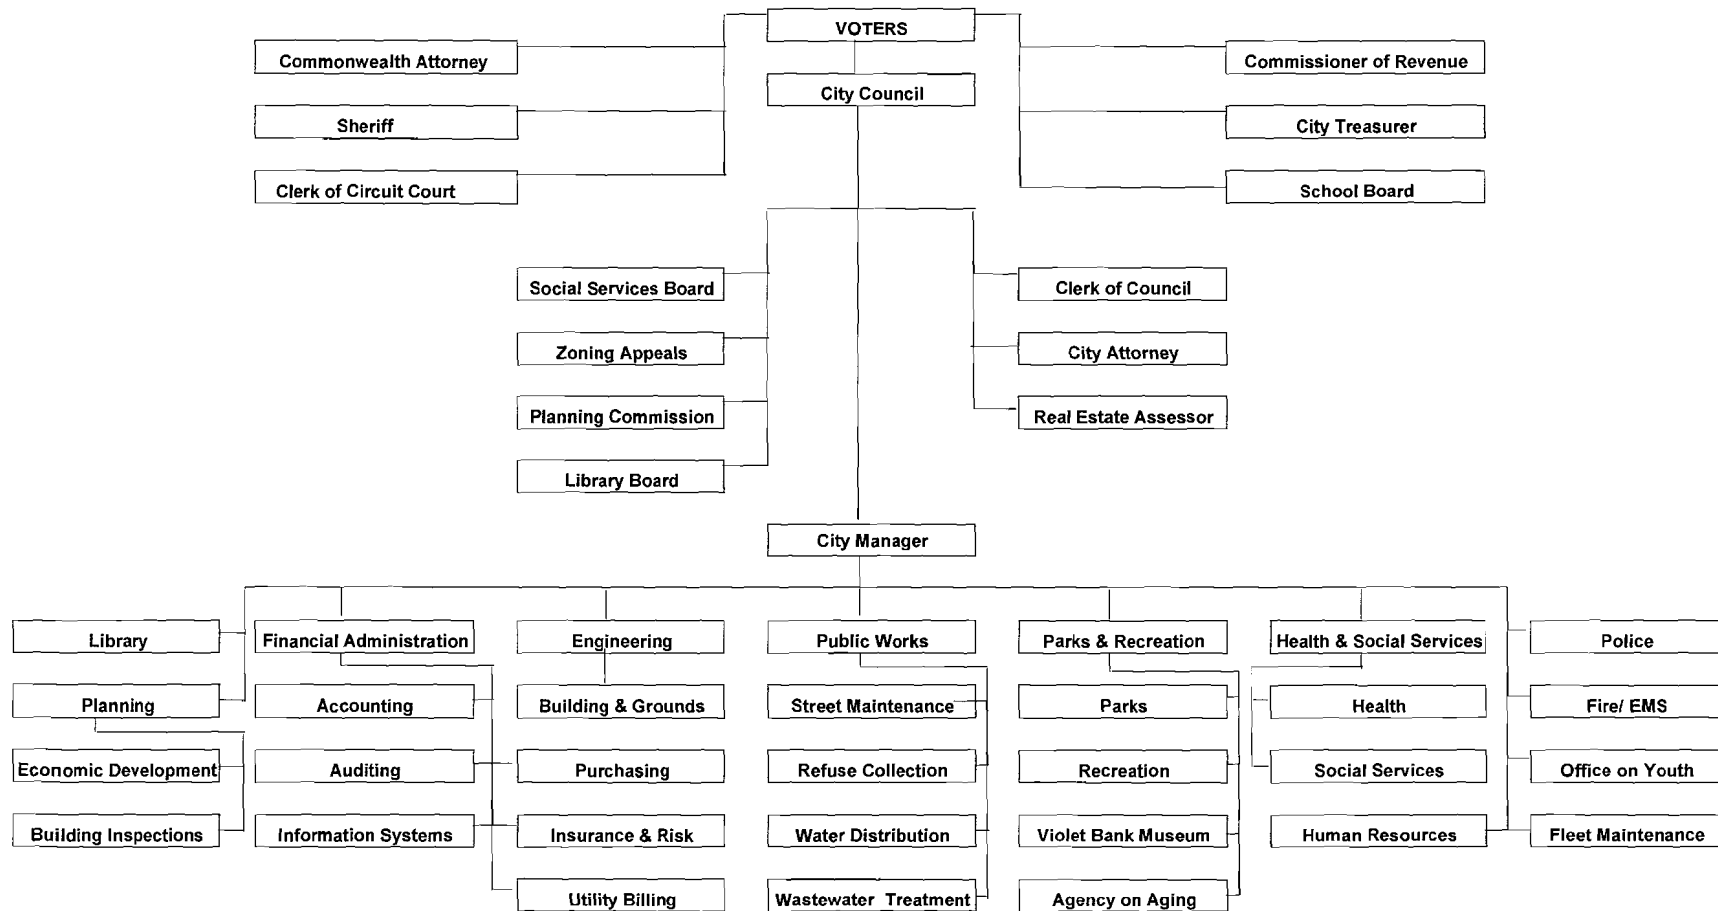 VOTERS
Commonwealth Attorney
Commissioner of Revenue
City Council
Sheriff
City Treasurer
Clerk of Circuit Court
School Board
Social Services Board
Clerk of Council
Zoning Appeals
City Attorney
Planning Commission
Real Estate Assessor
Library Board
City Manager
Library
Financial Administration
Engineering
Public Works
Parks & Recreation
Health & Social Services
Police
Planning
Accounting
Building & Grounds
Street Maintenance
Parks
Health
Fire/ EMS
Economic Development
Auditing
Purchasing
Refuse Collection
Recreation
Social Services
Office on Youth
Building Inspections
Information Systems
Insurance & Risk
Water Distribution
Violet Bank Museum
Human Resources
Fleet Maintenance
Utility Billing
Wastewater Treatment
Agency on Aging